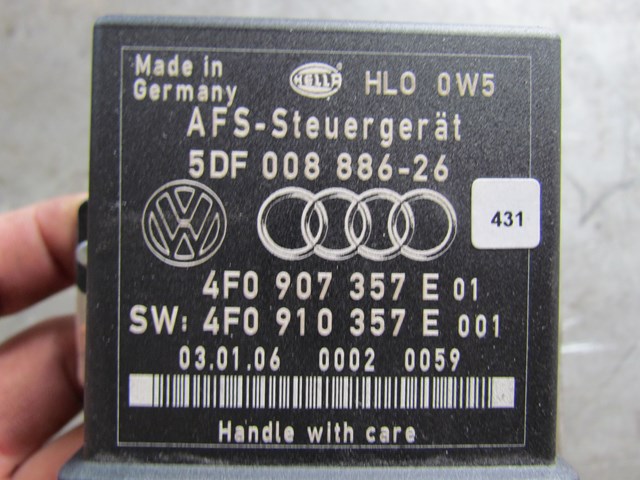 Made in
Germany
HELLA
HLO 0W5
AFS-Steuergerät
5DF 008 886-26
431
4F0 907 357 E 01
SW: 4F0 910 357 E 001
03.01.06 0002 0059
Handle with care